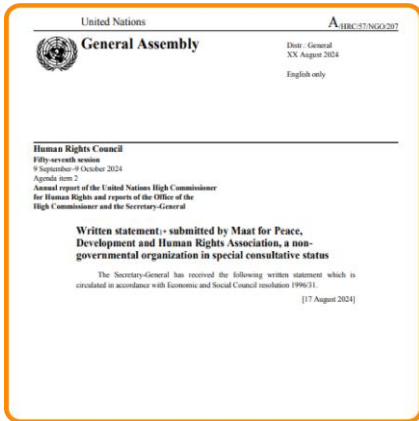 United Nations
A/HRC/57/NGO/207
General Assembly
Distr.: General
XX August 2024
English only
Human Rights Council
Fifty-seventh session
9 September–9 October 2024
Agenda item 2
Annual report of the United Nations High Commissioner
for Human Rights and reports of the Office of the
High Commissioner and the Secretary-General
Written statement1* submitted by Maat for Peace,
Development and Human Rights Association, a non-
governmental organization in special consultative status
The Secretary-General has received the following written statement which is
circulated in accordance with Economic and Social Council resolution 1996/31.
[17 August 2024]